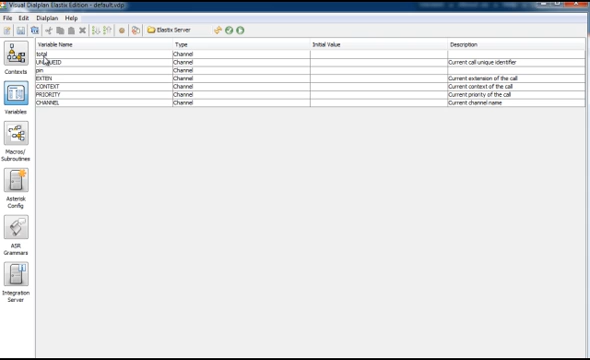 Visual Dialplan Elastix Edition - default.vdp
File Edit Dialplan Help
Elastix Server
Variable Name Type Initial Value Description
total Channel
UNIQUEID Channel Current call unique identifier
pin Channel
EXTEN Channel Current extension of the call
CONTEXT Channel Current context of the call
PRIORITY Channel Current priority of the call
CHANNEL Channel Current channel name
Contexts
Variables
Macros/
Subroutines
Asterisk
Config
ASR
Grammars
Integration
Server